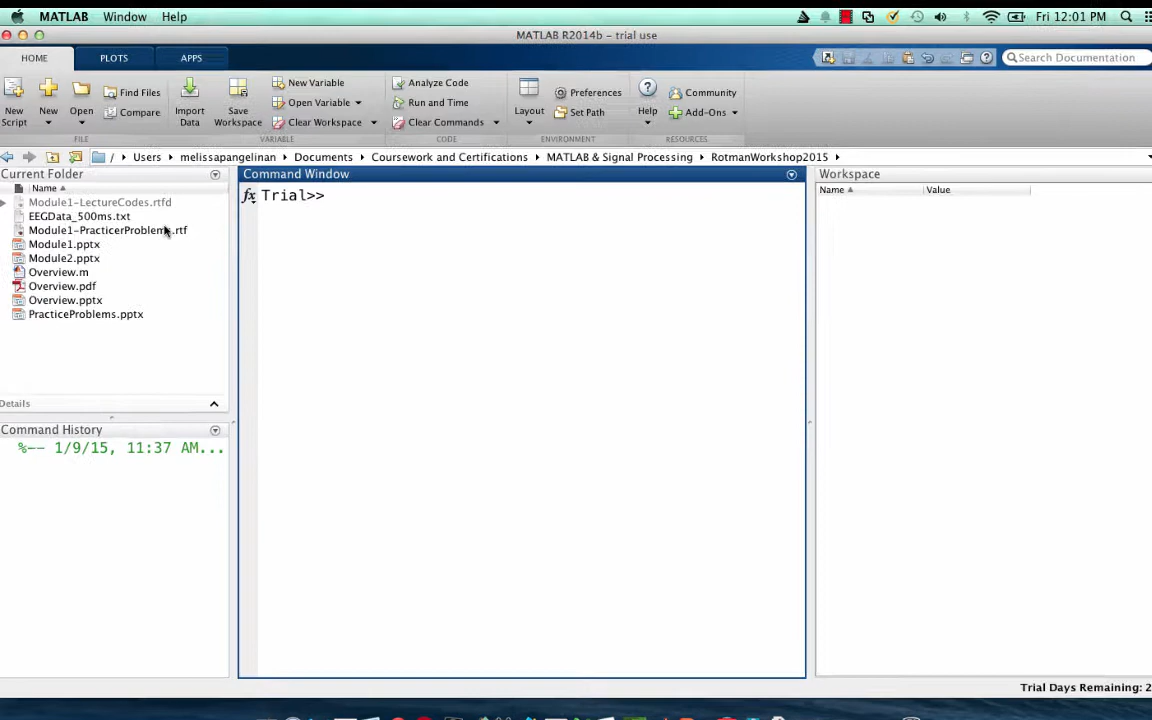 MATLAB Window Help Fri 12:01 PM
MATLAB R2014b - trial use
HOME PLOTS APPS Search Documentation
New Script
New
Open
Find Files
Compare
FILE
Import Data
Save Workspace
New Variable
Open Variable
Clear Workspace
VARIABLE
Analyze Code
Run and Time
Clear Commands
CODE
Layout
Preferences
Set Path
ENVIRONMENT
Help
Community
Add-Ons
RESOURCES
/ Users melissapangelinan Documents Coursework and Certifications MATLAB & Signal Processing RotmanWorkshop2015
Current Folder
Name
Module1-LectureCodes.rtfd
EEGData_500ms.txt
Module1-PracticerProblems.rtf
Module1.pptx
Module2.pptx
Overview.m
Overview.pdf
Overview.pptx
PracticeProblems.pptx
Details
Command History
%-- 1/9/15, 11:37 AM...
Command Window
fx Trial>>
Workspace
Name Value
Trial Days Remaining: 2